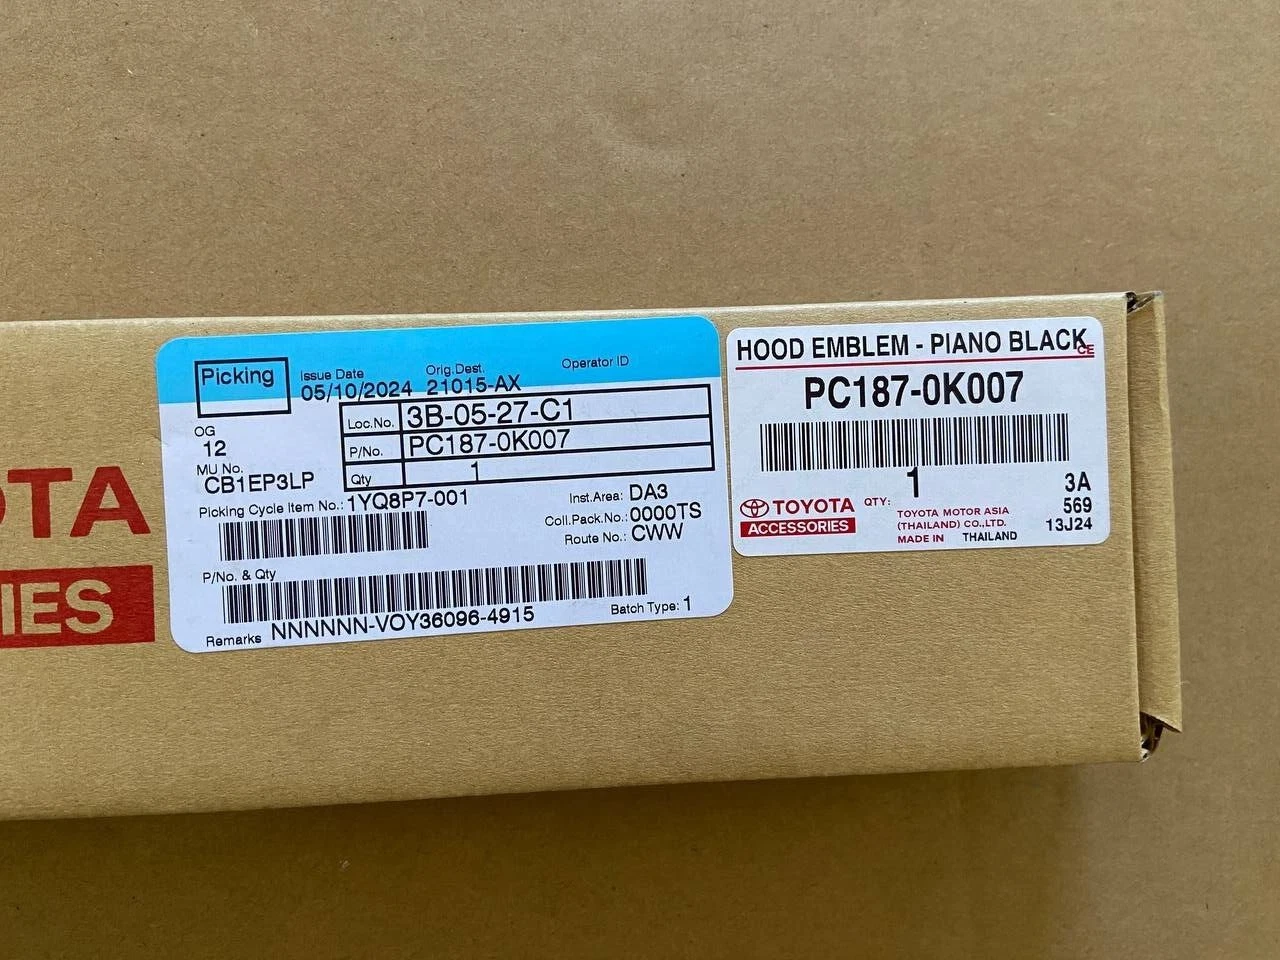 OTA
IES
Picking
Issue Date
05/10/2024
Orig.Dest.
21015-AX
Operator ID
OG
12
MU No.
CB1EP3LP
Loc.No. 3B-05-27-C1
P/No. PC187-0K007
Qty 1
Picking Cycle Item No.: 1YQ8P7-001
Inst.Area: DA3
Coll.Pack.No.: 0000TS
Route No.: CWW
P/No. & Qty
Batch Type: 1
Remarks NNNNNN-VOY36096-4915
HOOD EMBLEM - PIANO BLACK
CE
PC187-0K007
1
3A
TOYOTA
ACCESSORIES
QTY:
569
TOYOTA MOTOR ASIA
(THAILAND) CO.,LTD.
13J24
MADE IN THAILAND